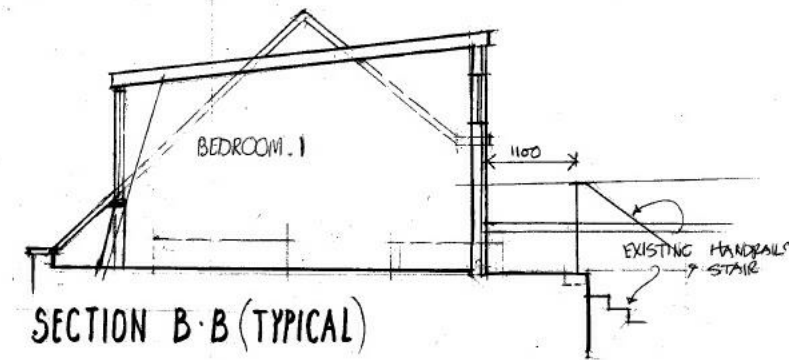 BEDROOM.1
1100
EXISTING HANDRAILS
& STAIR
SECTION B·B (TYPICAL)